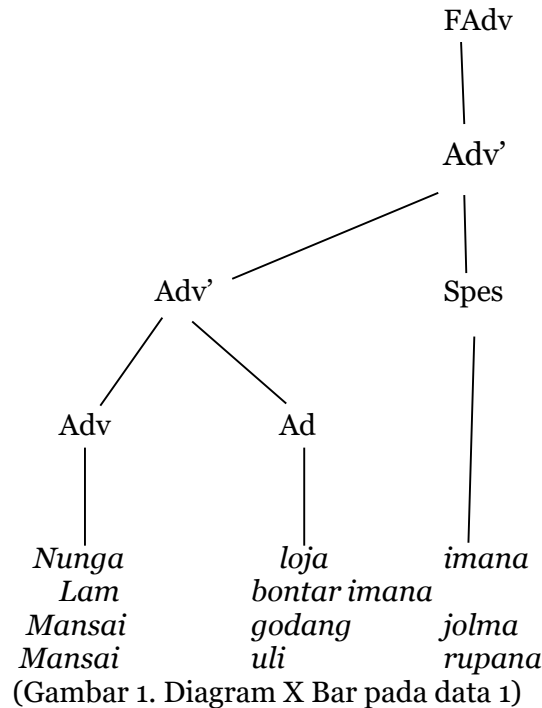 FAdv
Adv’
Adv’ Spes
Adv Ad
Nunga loja imana
Lam bontar imana
Mansai godang jolma
Mansai uli rupana
(Gambar 1. Diagram X Bar pada data 1)